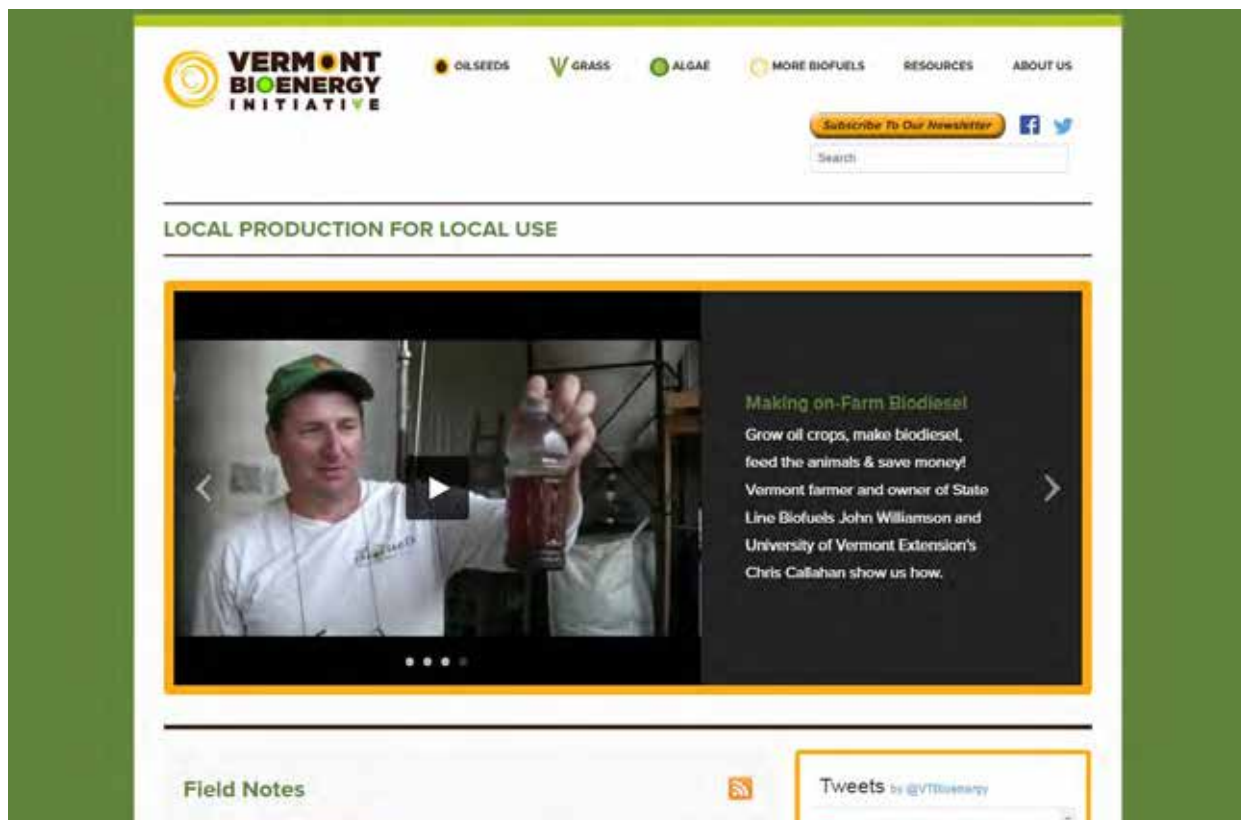 VERMONT
BIOENERGY
INITIATIVE
OILSEEDS
GRASS
ALGAE
MORE BIOFUELS
RESOURCES
ABOUT US
Subscribe To Our Newsletter
Search
LOCAL PRODUCTION FOR LOCAL USE
Making on-Farm Biodiesel
Grow oil crops, make biodiesel,
feed the animals & save money!
Vermont farmer and owner of State
Line Biofuels John Williamson and
University of Vermont Extension's
Chris Callahan show us how.
Field Notes
Tweets by @VTBioenergy